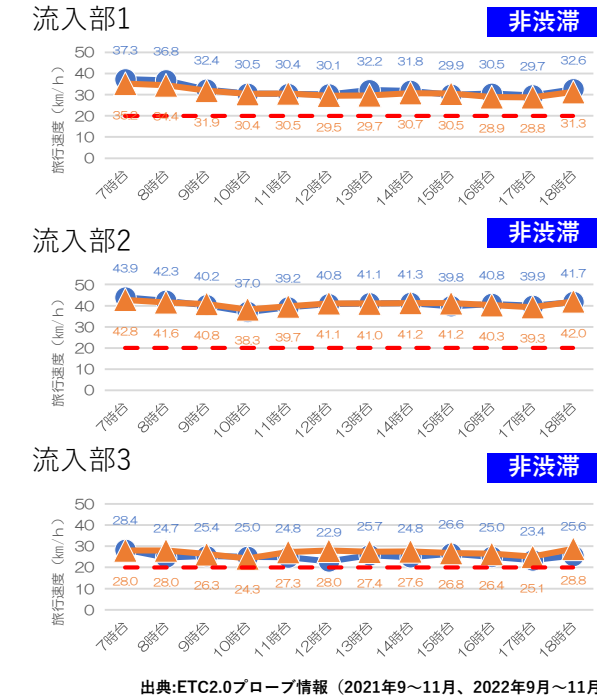 流入部1
非渋滞
旅行速度（km/h）
50
40
30
20
10
0
37.3 36.8 32.4 30.5 30.4 30.1 32.2 31.8 29.9 30.5 29.7 32.6
35.2 34.4 31.9 30.4 30.5 29.5 29.7 30.7 30.5 28.9 28.8 31.3
7時台 8時台 9時台 10時台 11時台 12時台 13時台 14時台 15時台 16時台 17時台 18時台
流入部2
非渋滞
旅行速度（km/h）
50
40
30
20
10
0
43.9 42.3 40.2 37.0 39.2 40.8 41.1 41.3 39.8 40.8 39.9 41.7
42.8 41.6 40.8 38.3 39.7 41.1 41.0 41.2 41.2 40.3 39.3 42.0
7時台 8時台 9時台 10時台 11時台 12時台 13時台 14時台 15時台 16時台 17時台 18時台
流入部3
非渋滞
旅行速度（km/h）
50
40
30
20
10
0
28.4 24.7 25.4 25.0 24.8 22.9 25.7 24.8 26.6 25.0 23.4 25.6
28.0 28.0 26.3 24.3 27.3 28.0 27.4 27.6 26.8 26.4 25.1 28.8
7時台 8時台 9時台 10時台 11時台 12時台 13時台 14時台 15時台 16時台 17時台 18時台
出典:ETC2.0プローブ情報（2021年9～11月、2022年9月～11月